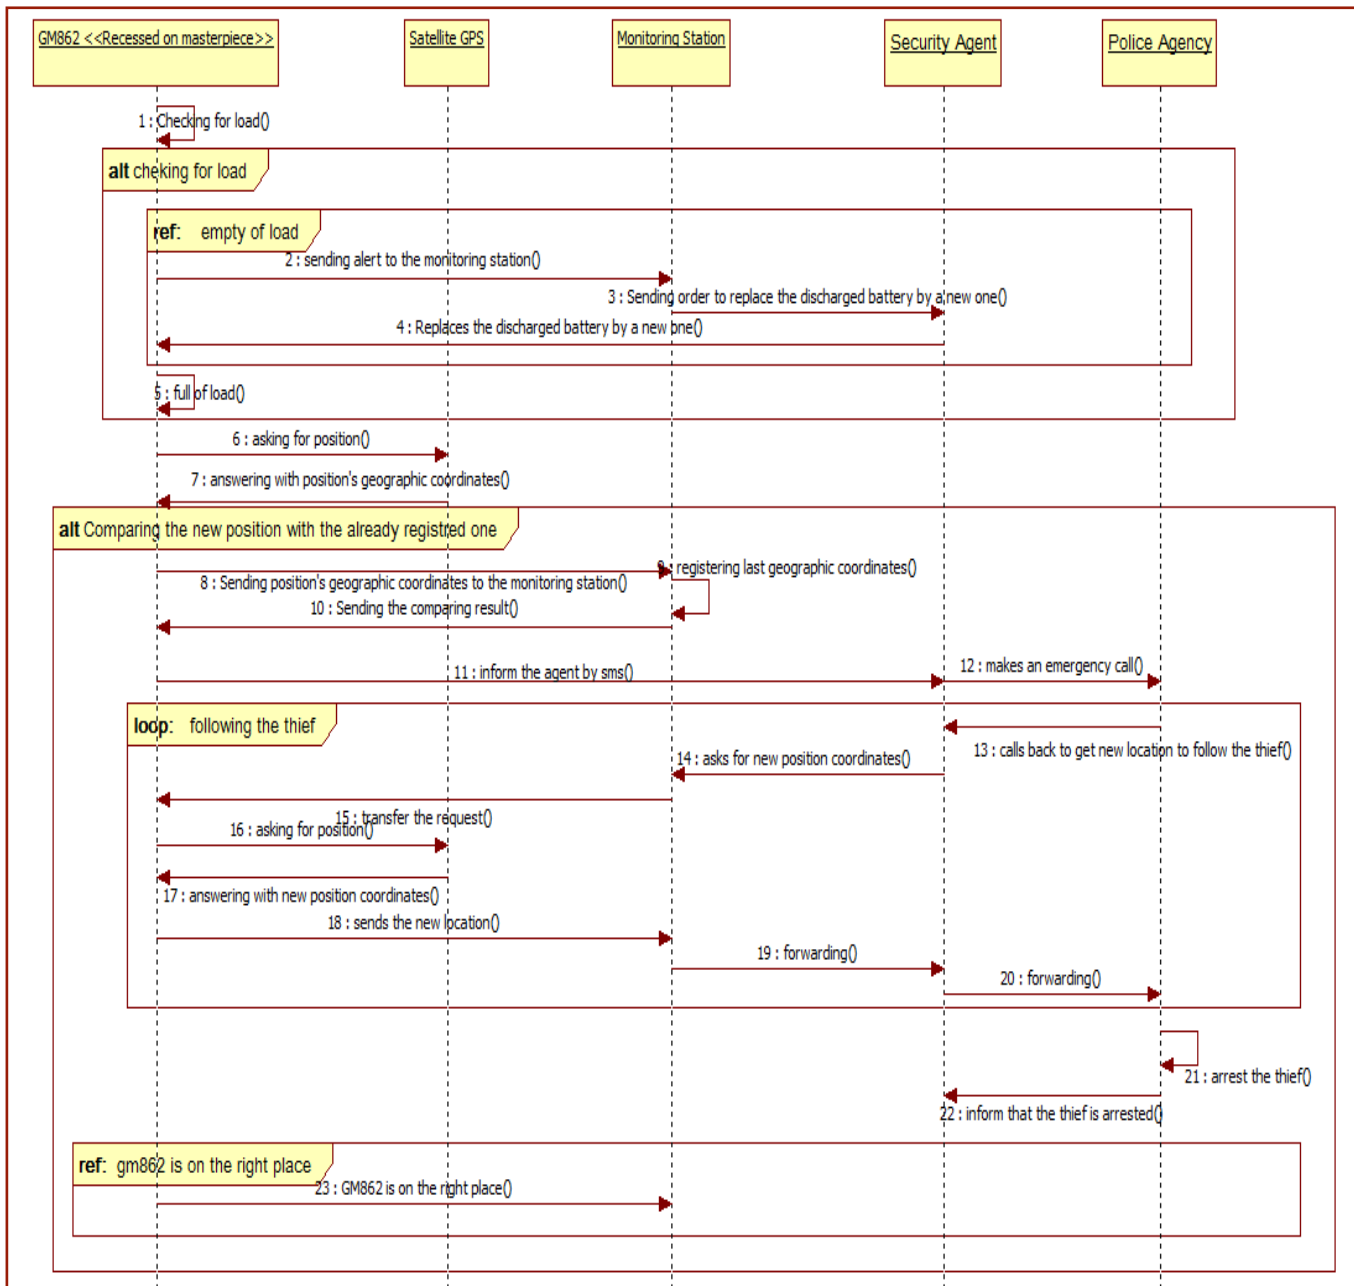 GM862 <<Recessed on masterpiece>>
Satellite GPS
Monitoring Station
Security Agent
Police Agency
1 : Checking for load()
alt cheking for load
ref: empty of load
2 : sending alert to the monitoring station()
3 : Sending order to replace the discharged battery by a new one()
4 : Replaces the discharged battery by a new one()
5 : full of load()
6 : asking for position()
7 : answering with position's geographic coordinates()
alt Comparing the new position with the already registred one
9 : registering last geographic coordinates()
8 : Sending position's geographic coordinates to the monitoring station()
10 : Sending the comparing result()
11 : inform the agent by sms()
12 : makes an emergency call()
loop: following the thief
13 : calls back to get new location to follow the thief()
14 : asks for new position coordinates()
15 : transfer the request()
16 : asking for position()
17 : answering with new position coordinates()
18 : sends the new location()
19 : forwarding()
20 : forwarding()
21 : arrest the thief()
22 : inform that the thief is arrested()
ref: gm862 is on the right place
23 : GM862 is on the right place()